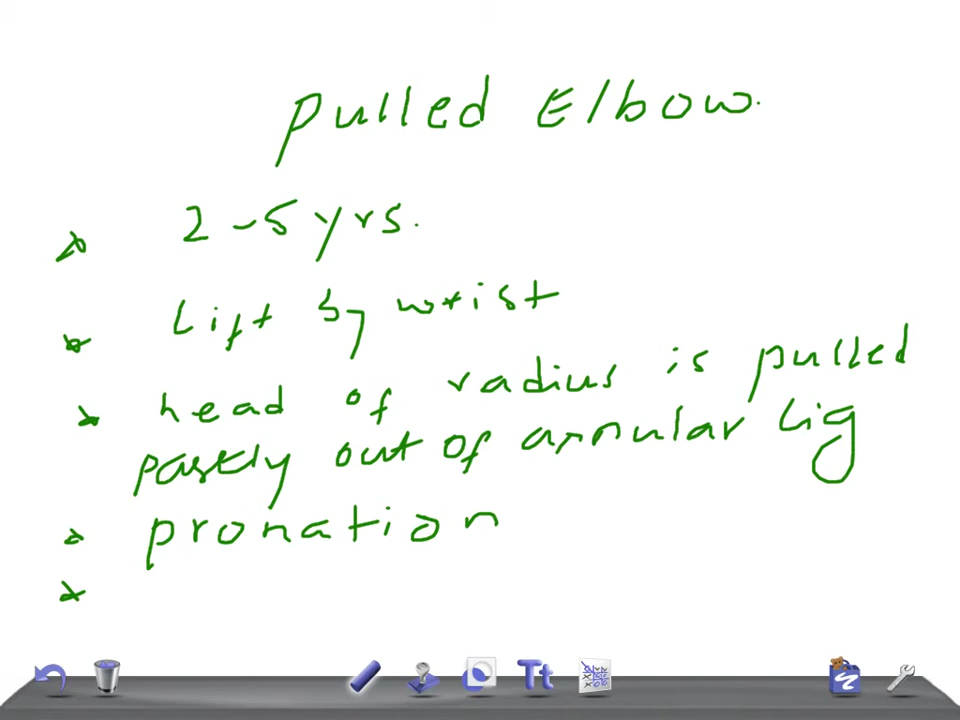 Pulled Elbow.
2-5 yrs.
Lift by wrist
head of radius is pulled
partly out of annular lig
pronation
Tt